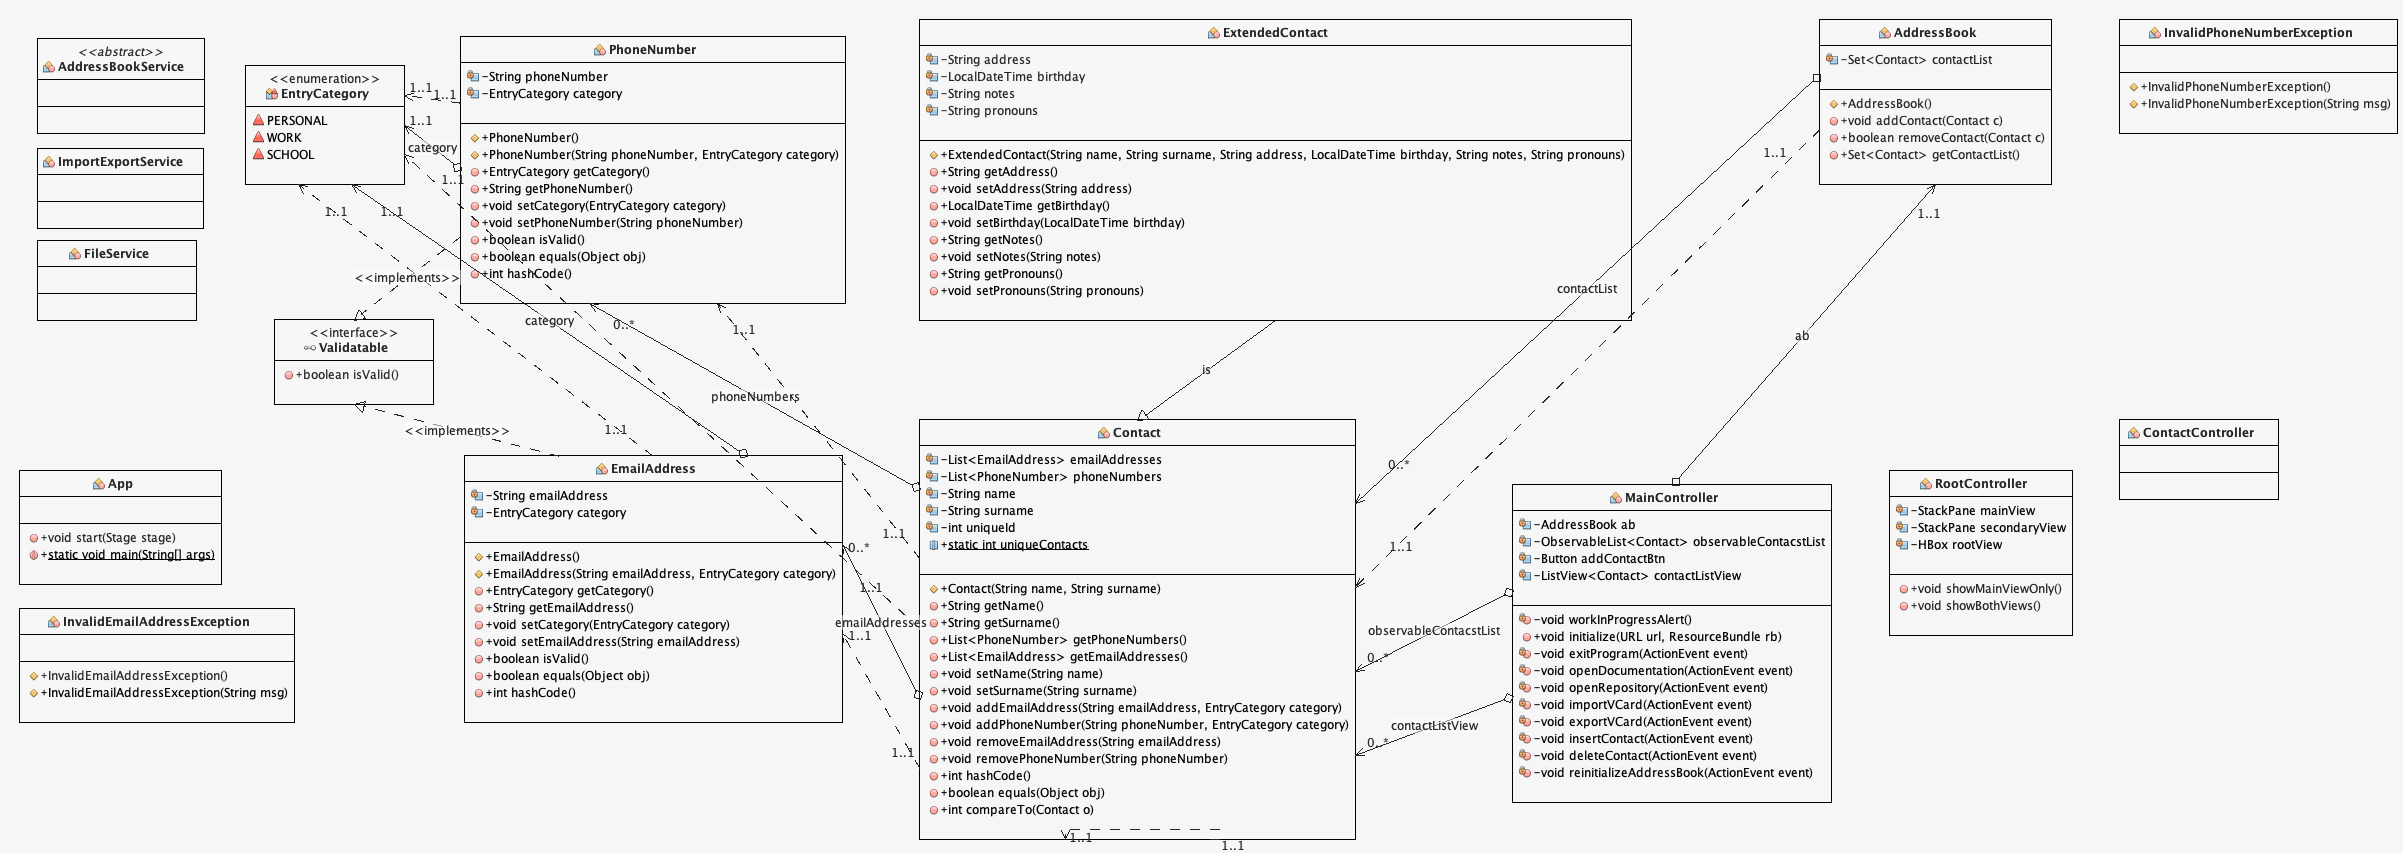 <<abstract>>
AddressBookService
ImportExportService
FileService
<<enumeration>>
EntryCategory
PERSONAL
WORK
SCHOOL
<<interface>>
Validatable
+boolean isValid()
PhoneNumber
-String phoneNumber
-EntryCategory category
+PhoneNumber()
+PhoneNumber(String phoneNumber, EntryCategory category)
+EntryCategory getCategory()
+String getPhoneNumber()
+void setCategory(EntryCategory category)
+void setPhoneNumber(String phoneNumber)
+boolean isValid()
+boolean equals(Object obj)
+int hashCode()
1..1
1..1
1..1
category
1..1
1..1
1..1
<<implements>>
category
0..*
1..1
phoneNumbers
<<implements>>
1..1
ExtendedContact
-String address
-LocalDateTime birthday
-String notes
-String pronouns
+ExtendedContact(String name, String surname, String address, LocalDateTime birthday, String notes, String pronouns)
+String getAddress()
+void setAddress(String address)
+LocalDateTime getBirthday()
+void setBirthday(LocalDateTime birthday)
+String getNotes()
+void setNotes(String notes)
+String getPronouns()
+void setPronouns(String pronouns)
is
AddressBook
-Set<Contact> contactList
+AddressBook()
+void addContact(Contact c)
+boolean removeContact(Contact c)
+Set<Contact> getContactList()
1..1
1..1
contactList
ab
0..*
1..1
InvalidPhoneNumberException
+InvalidPhoneNumberException()
+InvalidPhoneNumberException(String msg)
App
+void start(Stage stage)
+static void main(String[] args)
InvalidEmailAddressException
+InvalidEmailAddressException()
+InvalidEmailAddressException(String msg)
EmailAddress
-String emailAddress
-EntryCategory category
+EmailAddress()
+EmailAddress(String emailAddress, EntryCategory category)
+EntryCategory getCategory()
+String getEmailAddress()
+void setCategory(EntryCategory category)
+void setEmailAddress(String emailAddress)
+boolean isValid()
+boolean equals(Object obj)
+int hashCode()
1..1
0..*
1..1
emailAddresses
1..1
1..1
Contact
-List<EmailAddress> emailAddresses
-List<PhoneNumber> phoneNumbers
-String name
-String surname
-int uniqueId
+static int uniqueContacts
+Contact(String name, String surname)
+String getName()
+String getSurname()
+List<PhoneNumber> getPhoneNumbers()
+List<EmailAddress> getEmailAddresses()
+void setName(String name)
+void setSurname(String surname)
+void addEmailAddress(String emailAddress, EntryCategory category)
+void addPhoneNumber(String phoneNumber, EntryCategory category)
+void removeEmailAddress(String emailAddress)
+void removePhoneNumber(String phoneNumber)
+int hashCode()
+boolean equals(Object obj)
+int compareTo(Contact o)
1..1
1..1
observableContacstList
0..*
contactListView
0..*
MainController
-AddressBook ab
-ObservableList<Contact> observableContacstList
-Button addContactBtn
-ListView<Contact> contactListView
-void workInProgressAlert()
+void initialize(URL url, ResourceBundle rb)
-void exitProgram(ActionEvent event)
-void openDocumentation(ActionEvent event)
-void openRepository(ActionEvent event)
-void importVCard(ActionEvent event)
-void exportVCard(ActionEvent event)
-void insertContact(ActionEvent event)
-void deleteContact(ActionEvent event)
-void reinitializeAddressBook(ActionEvent event)
RootController
-StackPane mainView
-StackPane secondaryView
-HBox rootView
+void showMainViewOnly()
+void showBothViews()
ContactController